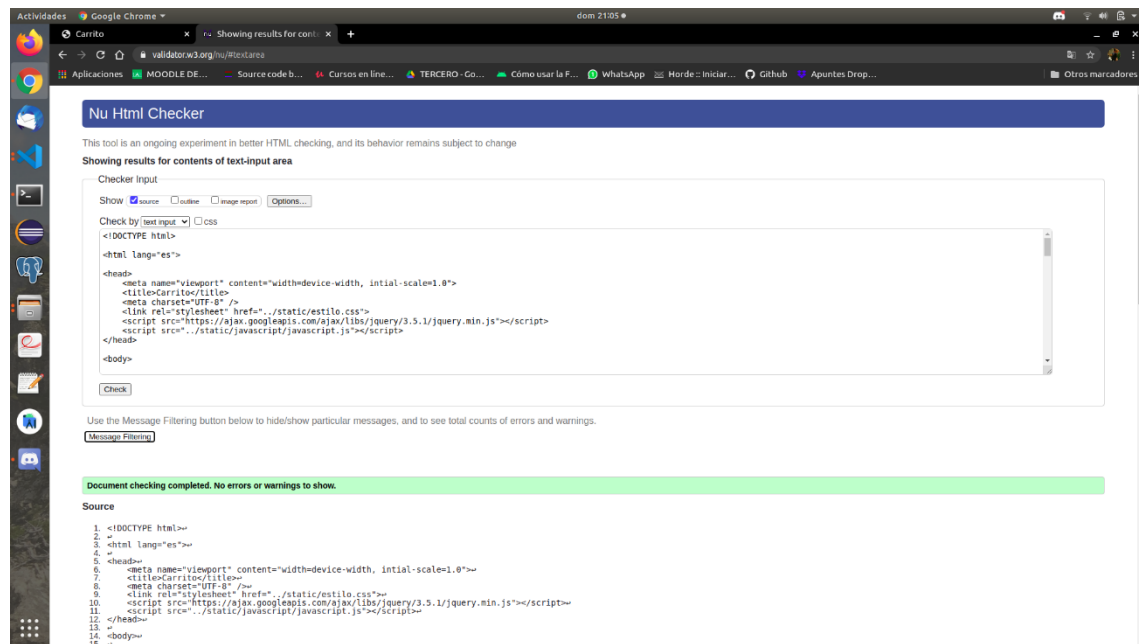 Actividades Google Chrome dom 21:05
Carrito Showing results for conte
validator.w3.org/nu/#textarea
Aplicaciones MOODLE DE... Source code b... Cursos en líne... TERCERO - Go... Cómo usar la F... WhatsApp Horde :: Iniciar... Github Apuntes Drop... Otros marcadores
Nu Html Checker
This tool is an ongoing experiment in better HTML checking, and its behavior remains subject to change
Showing results for contents of text-input area
Checker Input
Show source outline image report Options...
Check by text input css
<!DOCTYPE html>
<html lang="es">
<head>
<meta name="viewport" content="width=device-width, intial-scale=1.0">
<title>Carrito</title>
<meta charset="UTF-8" />
<link rel="stylesheet" href="../static/estilo.css">
<script src="https://ajax.googleapis.com/ajax/libs/jquery/3.5.1/jquery.min.js"></script>
<script src="../static/javascript/javascript.js"></script>
</head>
<body>
Check
Use the Message Filtering button below to hide/show particular messages, and to see total counts of errors and warnings.
Message Filtering
Document checking completed. No errors or warnings to show.
Source
1. <!DOCTYPE html>↩
2. ↩
3. <html lang="es">↩
4. ↩
5. <head>↩
6. <meta name="viewport" content="width=device-width, intial-scale=1.0">↩
7. <title>Carrito</title>↩
8. <meta charset="UTF-8" />↩
9. <link rel="stylesheet" href="../static/estilo.css">↩
10. <script src="https://ajax.googleapis.com/ajax/libs/jquery/3.5.1/jquery.min.js"></script>↩
11. <script src="../static/javascript/javascript.js"></script>↩
12. </head>↩
13. ↩
14. <body>↩